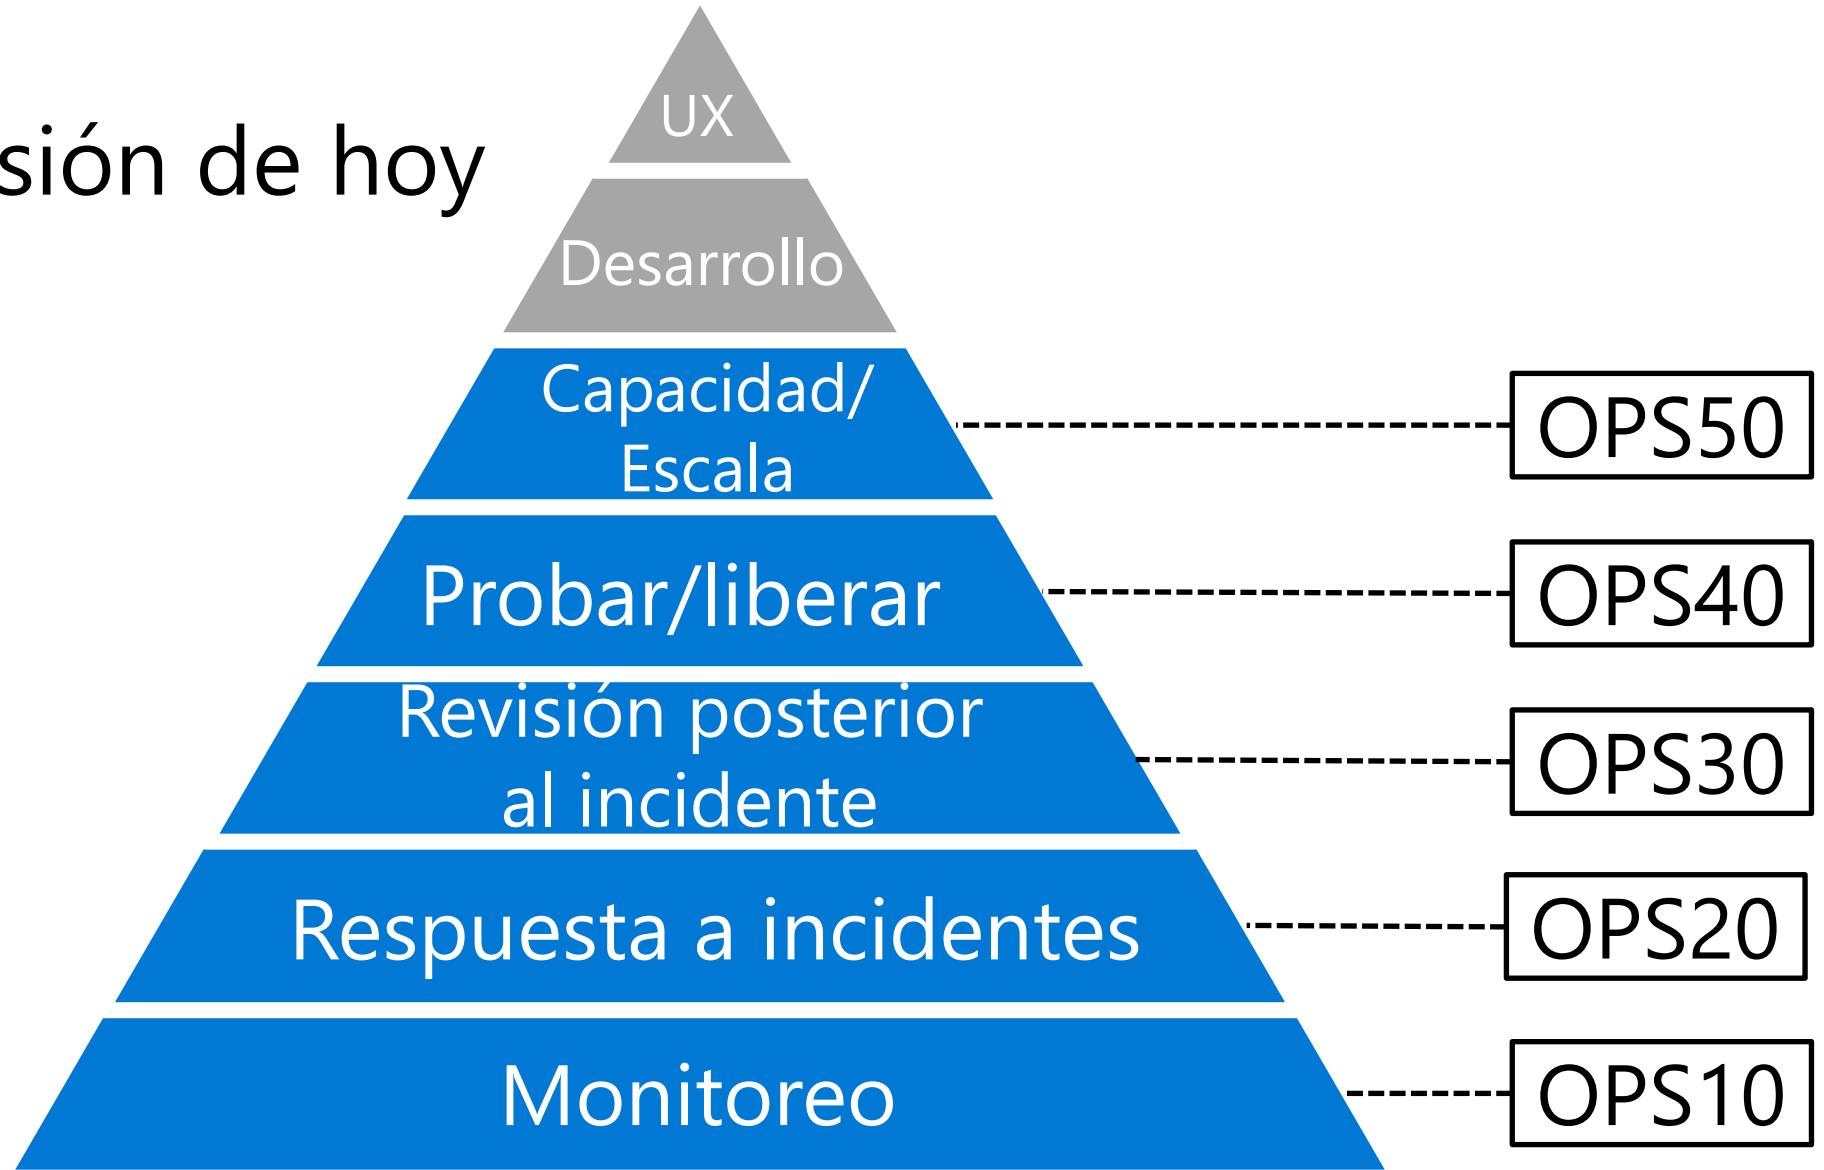 UX
sión de hoy
Desarrollo
Capacidad/
Escala
OPS50
Probar/liberar
OPS40
Revisión posterior
al incidente
OPS30
Respuesta a incidentes
OPS20
Monitoreo
OPS10